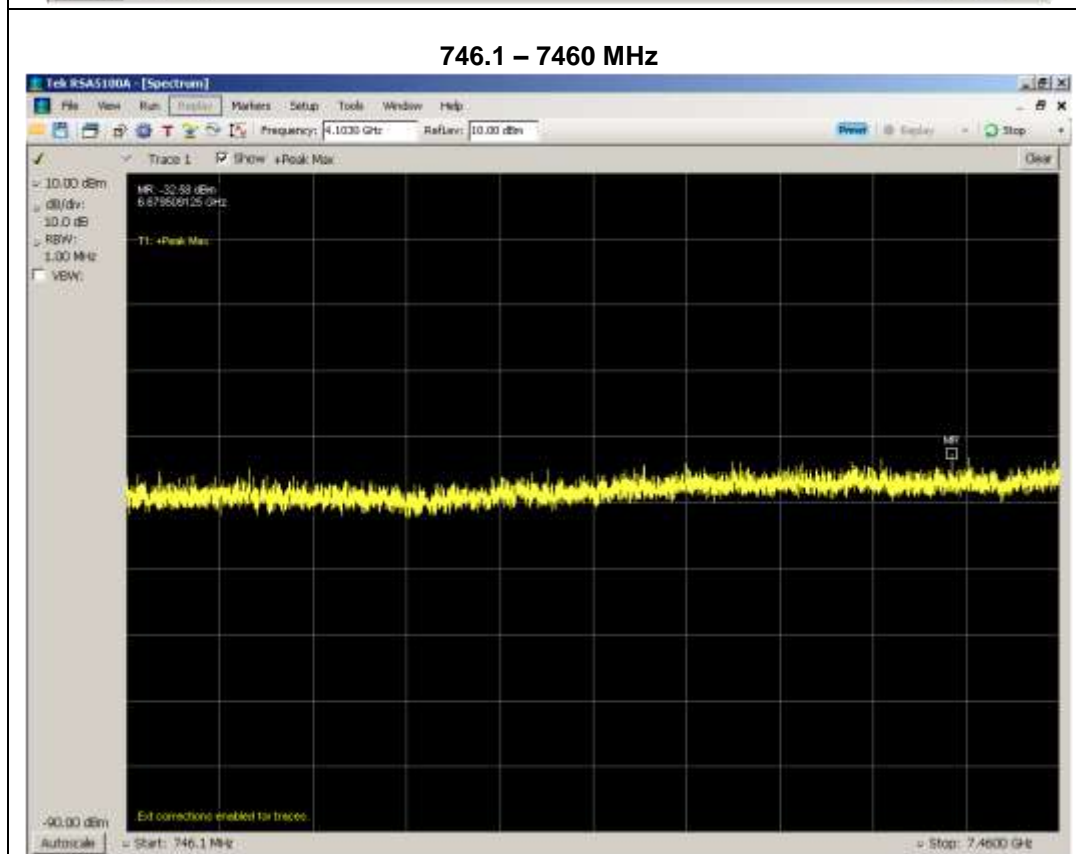 746.1 – 7460 MHz
Tek RSA5100A - [Spectrum]
File View Run Replay Markers Setup Tools Window Help
Frequency: 4.1030 GHz RefLev: 10.00 dBm Preset Replay Stop
Trace 1 Show +Peak Max Clear
10.00 dBm
dB/div:
10.0 dB
RBW:
1.00 MHz
VBW:
MR: -32.58 dBm
T1: +Peak Max
MR
Ext corrections enabled for traces.
-90.00 dBm
Autoscale Start: 746.1 MHz Stop: 7.4600 GHz